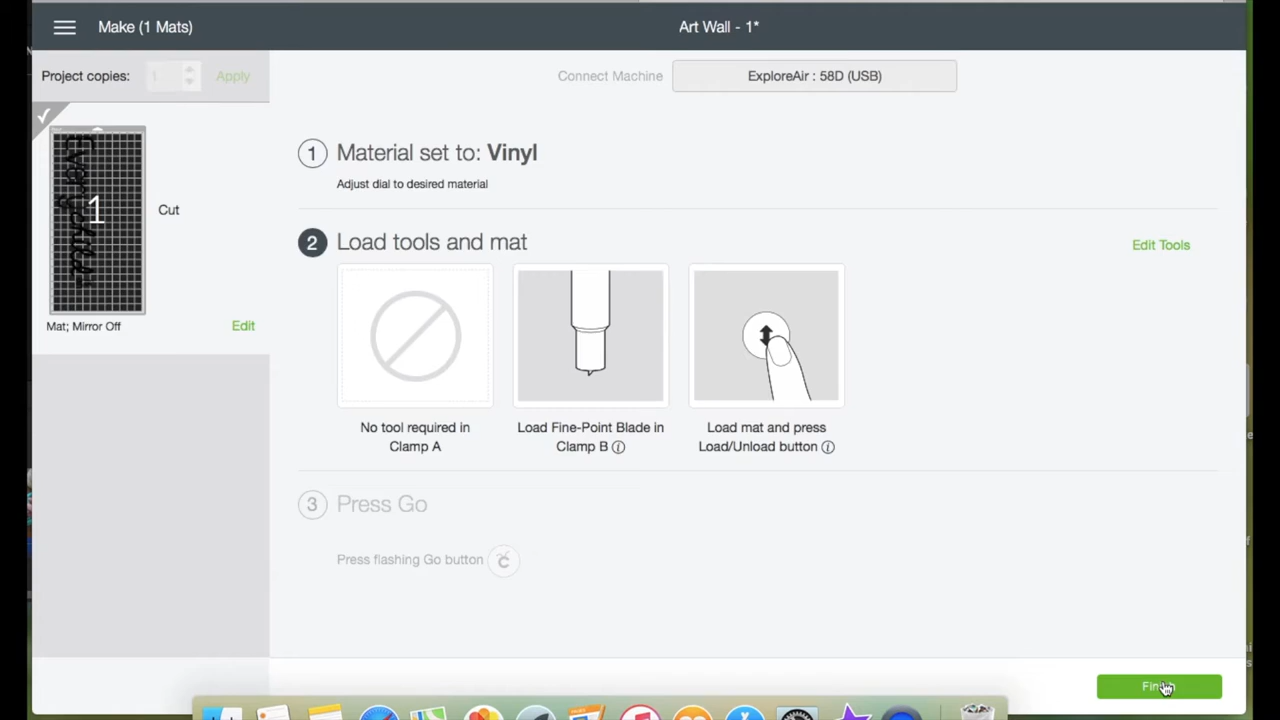 Make (1 Mats)
Art Wall - 1*
Project copies:
1
Apply
Connect Machine
ExploreAir : 58D (USB)
1
Cut
Mat; Mirror Off
Edit
1
Material set to: Vinyl
Adjust dial to desired material
2
Load tools and mat
Edit Tools
No tool required in
Clamp A
Load Fine-Point Blade in
Clamp B
Load mat and press
Load/Unload button
3
Press Go
Press flashing Go button